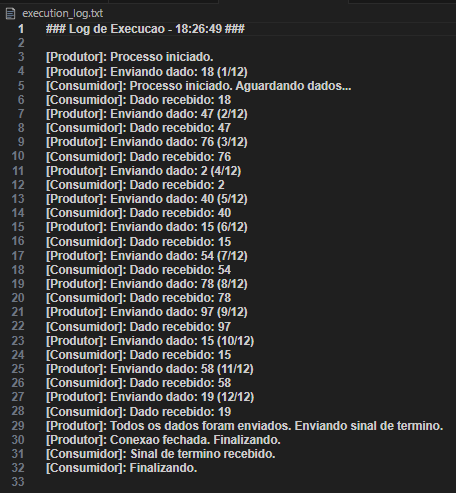 execution_log.txt
1 ### Log de Execucao - 18:26:49 ###
2
3 [Produtor]: Processo iniciado.
4 [Produtor]: Enviando dado: 18 (1/12)
5 [Consumidor]: Processo iniciado. Aguardando dados...
6 [Consumidor]: Dado recebido: 18
7 [Produtor]: Enviando dado: 47 (2/12)
8 [Consumidor]: Dado recebido: 47
9 [Produtor]: Enviando dado: 76 (3/12)
10 [Consumidor]: Dado recebido: 76
11 [Produtor]: Enviando dado: 2 (4/12)
12 [Consumidor]: Dado recebido: 2
13 [Produtor]: Enviando dado: 40 (5/12)
14 [Consumidor]: Dado recebido: 40
15 [Produtor]: Enviando dado: 15 (6/12)
16 [Consumidor]: Dado recebido: 15
17 [Produtor]: Enviando dado: 54 (7/12)
18 [Consumidor]: Dado recebido: 54
19 [Produtor]: Enviando dado: 78 (8/12)
20 [Consumidor]: Dado recebido: 78
21 [Produtor]: Enviando dado: 97 (9/12)
22 [Consumidor]: Dado recebido: 97
23 [Produtor]: Enviando dado: 15 (10/12)
24 [Consumidor]: Dado recebido: 15
25 [Produtor]: Enviando dado: 58 (11/12)
26 [Consumidor]: Dado recebido: 58
27 [Produtor]: Enviando dado: 19 (12/12)
28 [Consumidor]: Dado recebido: 19
29 [Produtor]: Todos os dados foram enviados. Enviando sinal de termino.
30 [Produtor]: Conexao fechada. Finalizando.
31 [Consumidor]: Sinal de termino recebido.
32 [Consumidor]: Finalizando.
33